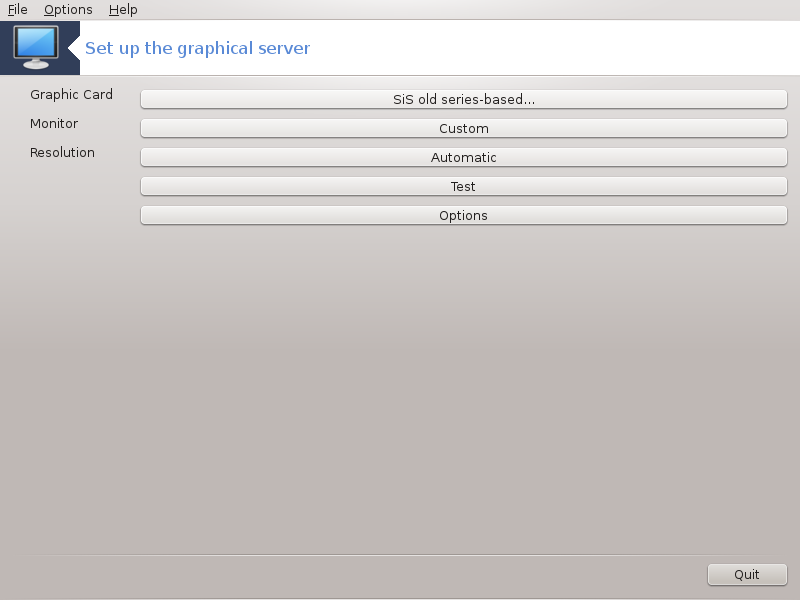 File Options Help
Set up the graphical server
Graphic Card SiS old series-based...
Monitor Custom
Resolution Automatic
Test
Options
Quit